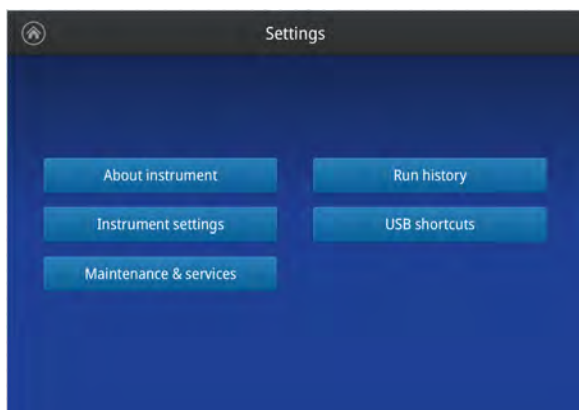 Settings
About instrument
Run history
Instrument settings
USB shortcuts
Maintenance & services